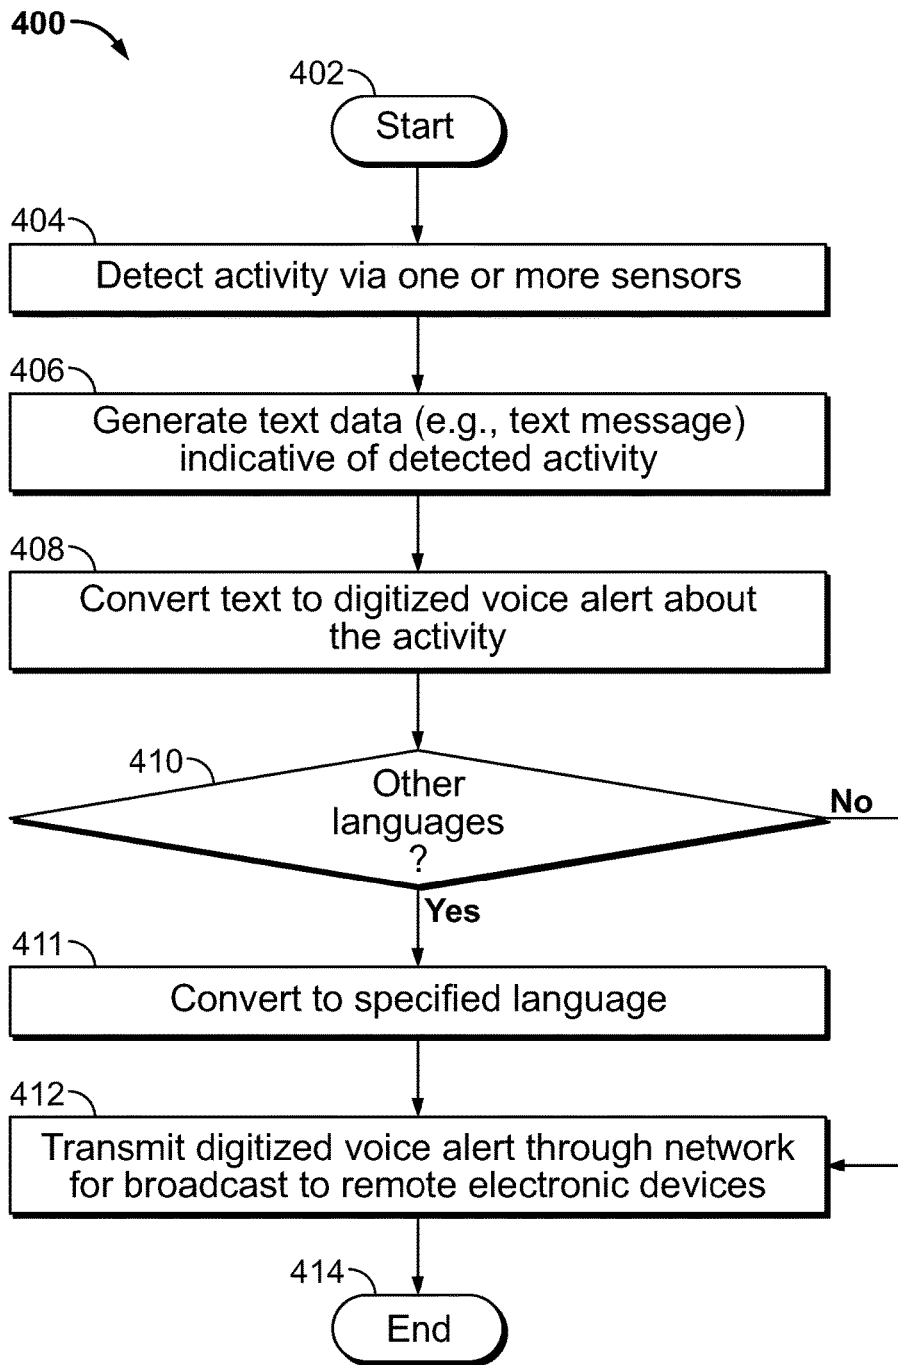 400
402
Start
404
Detect activity via one or more sensors
406
Generate text data (e.g., text message)
indicative of detected activity
408
Convert text to digitized voice alert about
the activity
410
Other
languages
?
No
Yes
411
Convert to specified language
412
Transmit digitized voice alert through network
for broadcast to remote electronic devices
414
End